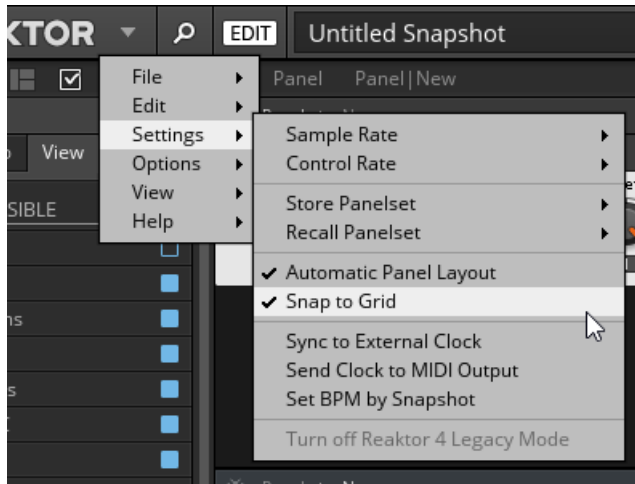 KTOR
EDIT
Untitled Snapshot
File
Panel
Panel|New
Edit
Settings
Sample Rate
View
Options
Control Rate
View
Store Panelset
SIBLE
Help
Recall Panelset
Automatic Panel Layout
Snap to Grid
ns
Sync to External Clock
Send Clock to MIDI Output
s
Set BPM by Snapshot
Turn off Reaktor 4 Legacy Mode